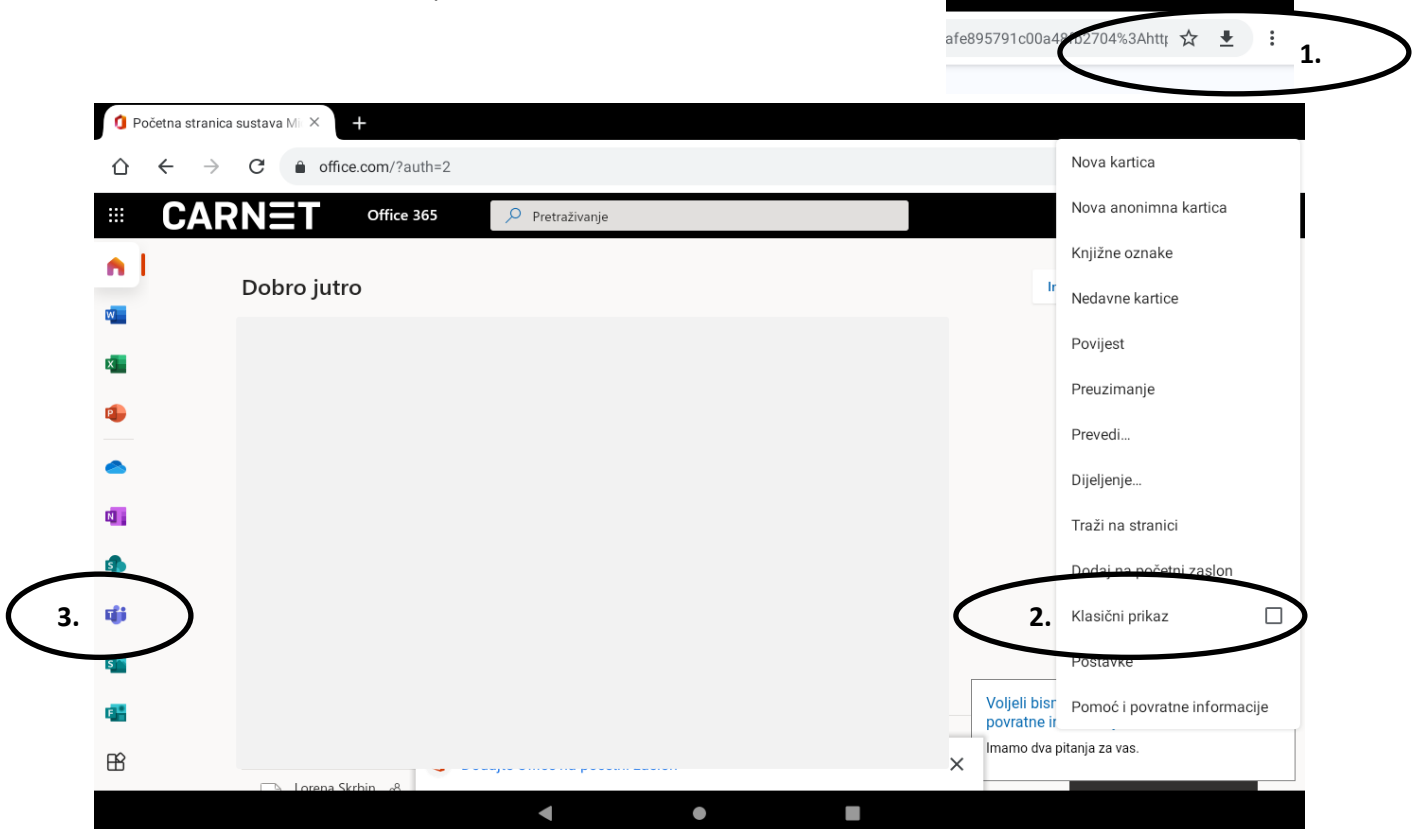 afe895791c00a48fb2704%3Ahttp
1.
Početna stranica sustava Mi
office.com/?auth=2
CARNET Office 365 Pretraživanje
Dobro jutro
Nova kartica
Nova anonimna kartica
Knjižne oznake
Nedavne kartice
Povijest
Preuzimanje
Prevedi…
Dijeljenje…
Traži na stranici
Dodaj na početni zaslon
2. Klasični prikaz
3.
Postavke
Pomoć i povratne informacije
Voljeli bism
povratne in
Imamo dva pitanja za vas.
Dodajte Office na početni zaslon
Lorena Skrbin